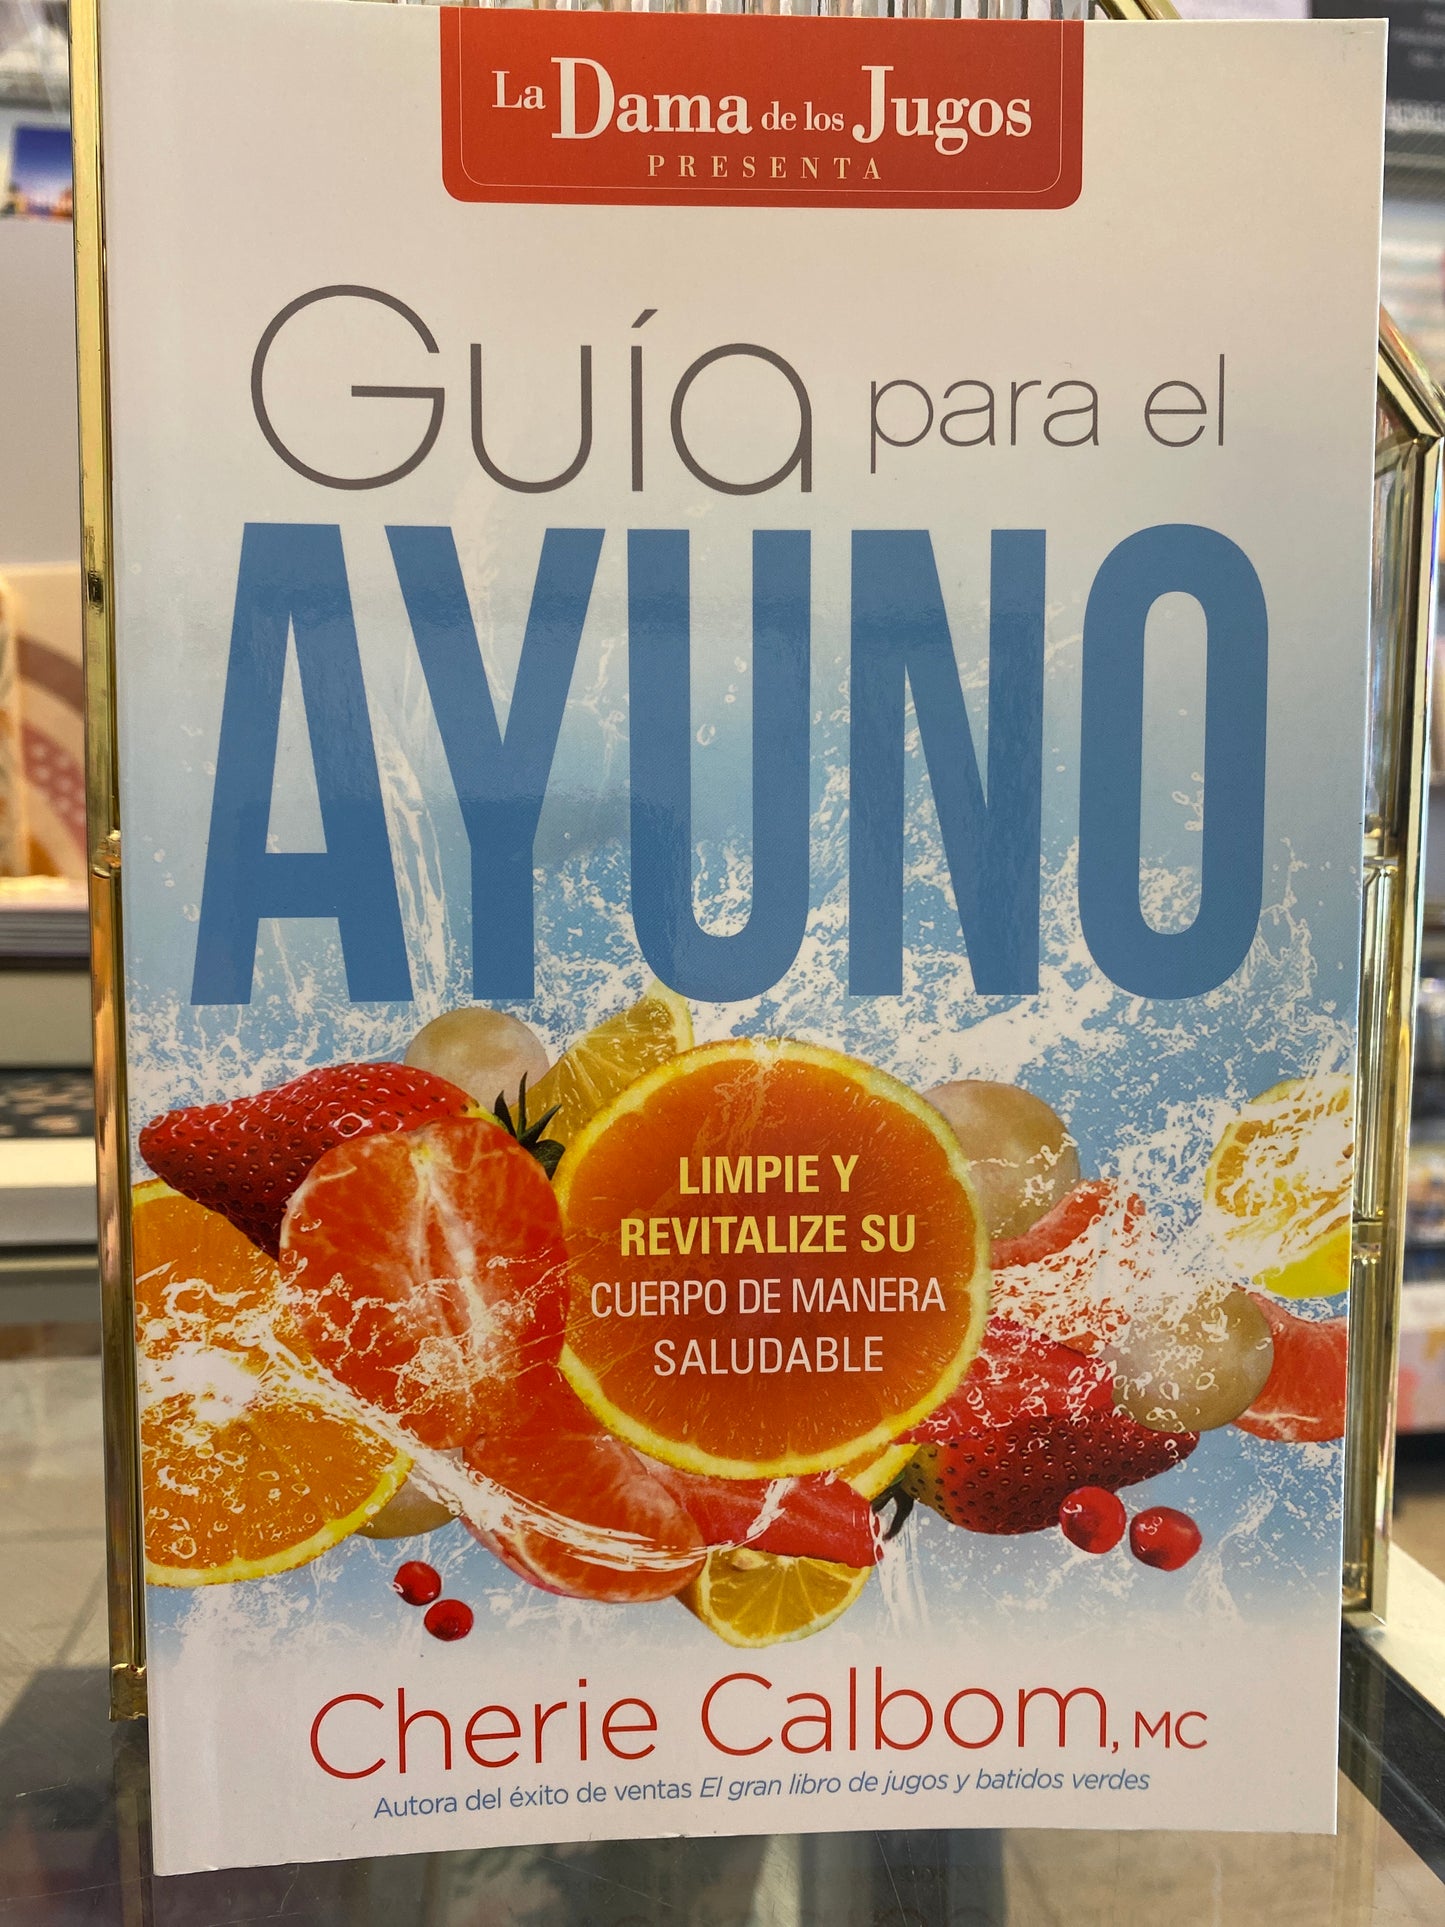 La Dama de los Jugos
PRESENTA
Guía para el
AYUNO
LIMPIE Y
REVITALIZE SU
CUERPO DE MANERA
SALUDABLE
Cherie Calbom, MC
Autora del éxito de ventas El gran libro de jugos y batidos verdes